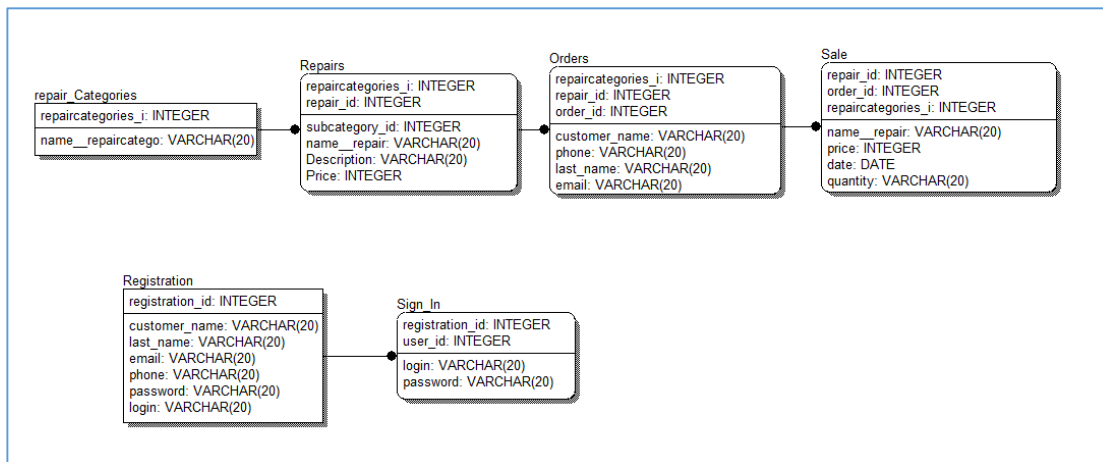 repair_Categories
repaircategories_i: INTEGER
name__repaircatego: VARCHAR(20)
Repairs
repaircategories_i: INTEGER
repair_id: INTEGER
subcategory_id: INTEGER
name__repair: VARCHAR(20)
Description: VARCHAR(20)
Price: INTEGER
Orders
repaircategories_i: INTEGER
repair_id: INTEGER
order_id: INTEGER
customer_name: VARCHAR(20)
phone: VARCHAR(20)
last_name: VARCHAR(20)
email: VARCHAR(20)
Sale
repair_id: INTEGER
order_id: INTEGER
repaircategories_i: INTEGER
name__repair: VARCHAR(20)
price: INTEGER
date: DATE
quantity: VARCHAR(20)
Registration
registration_id: INTEGER
customer_name: VARCHAR(20)
last_name: VARCHAR(20)
email: VARCHAR(20)
phone: VARCHAR(20)
password: VARCHAR(20)
login: VARCHAR(20)
Sign_In
registration_id: INTEGER
user_id: INTEGER
login: VARCHAR(20)
password: VARCHAR(20)